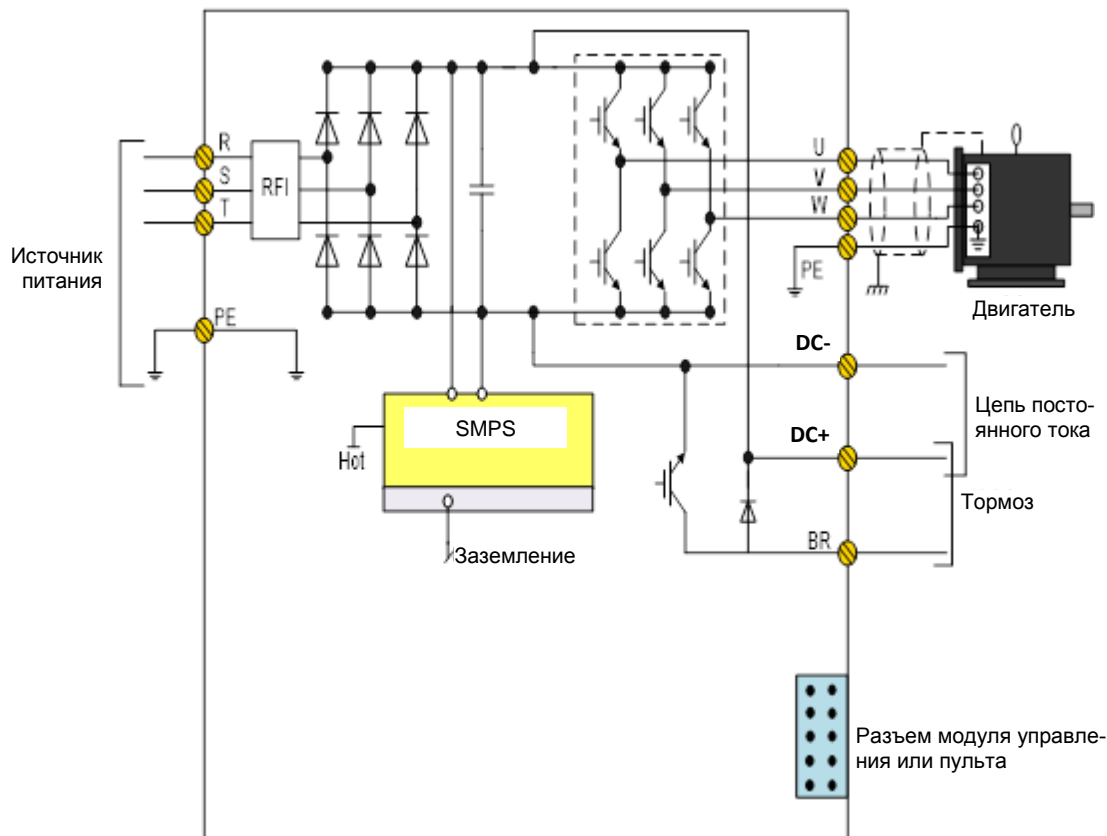 R
S
T
RFI
Источник
питания
PE
U
V
W
PE
Двигатель
DC-
Цепь посто-
янного тока
SMPS
Hot
DC+
Тормоз
BR
Заземление
Разъем модуля управле-
ния или пульта